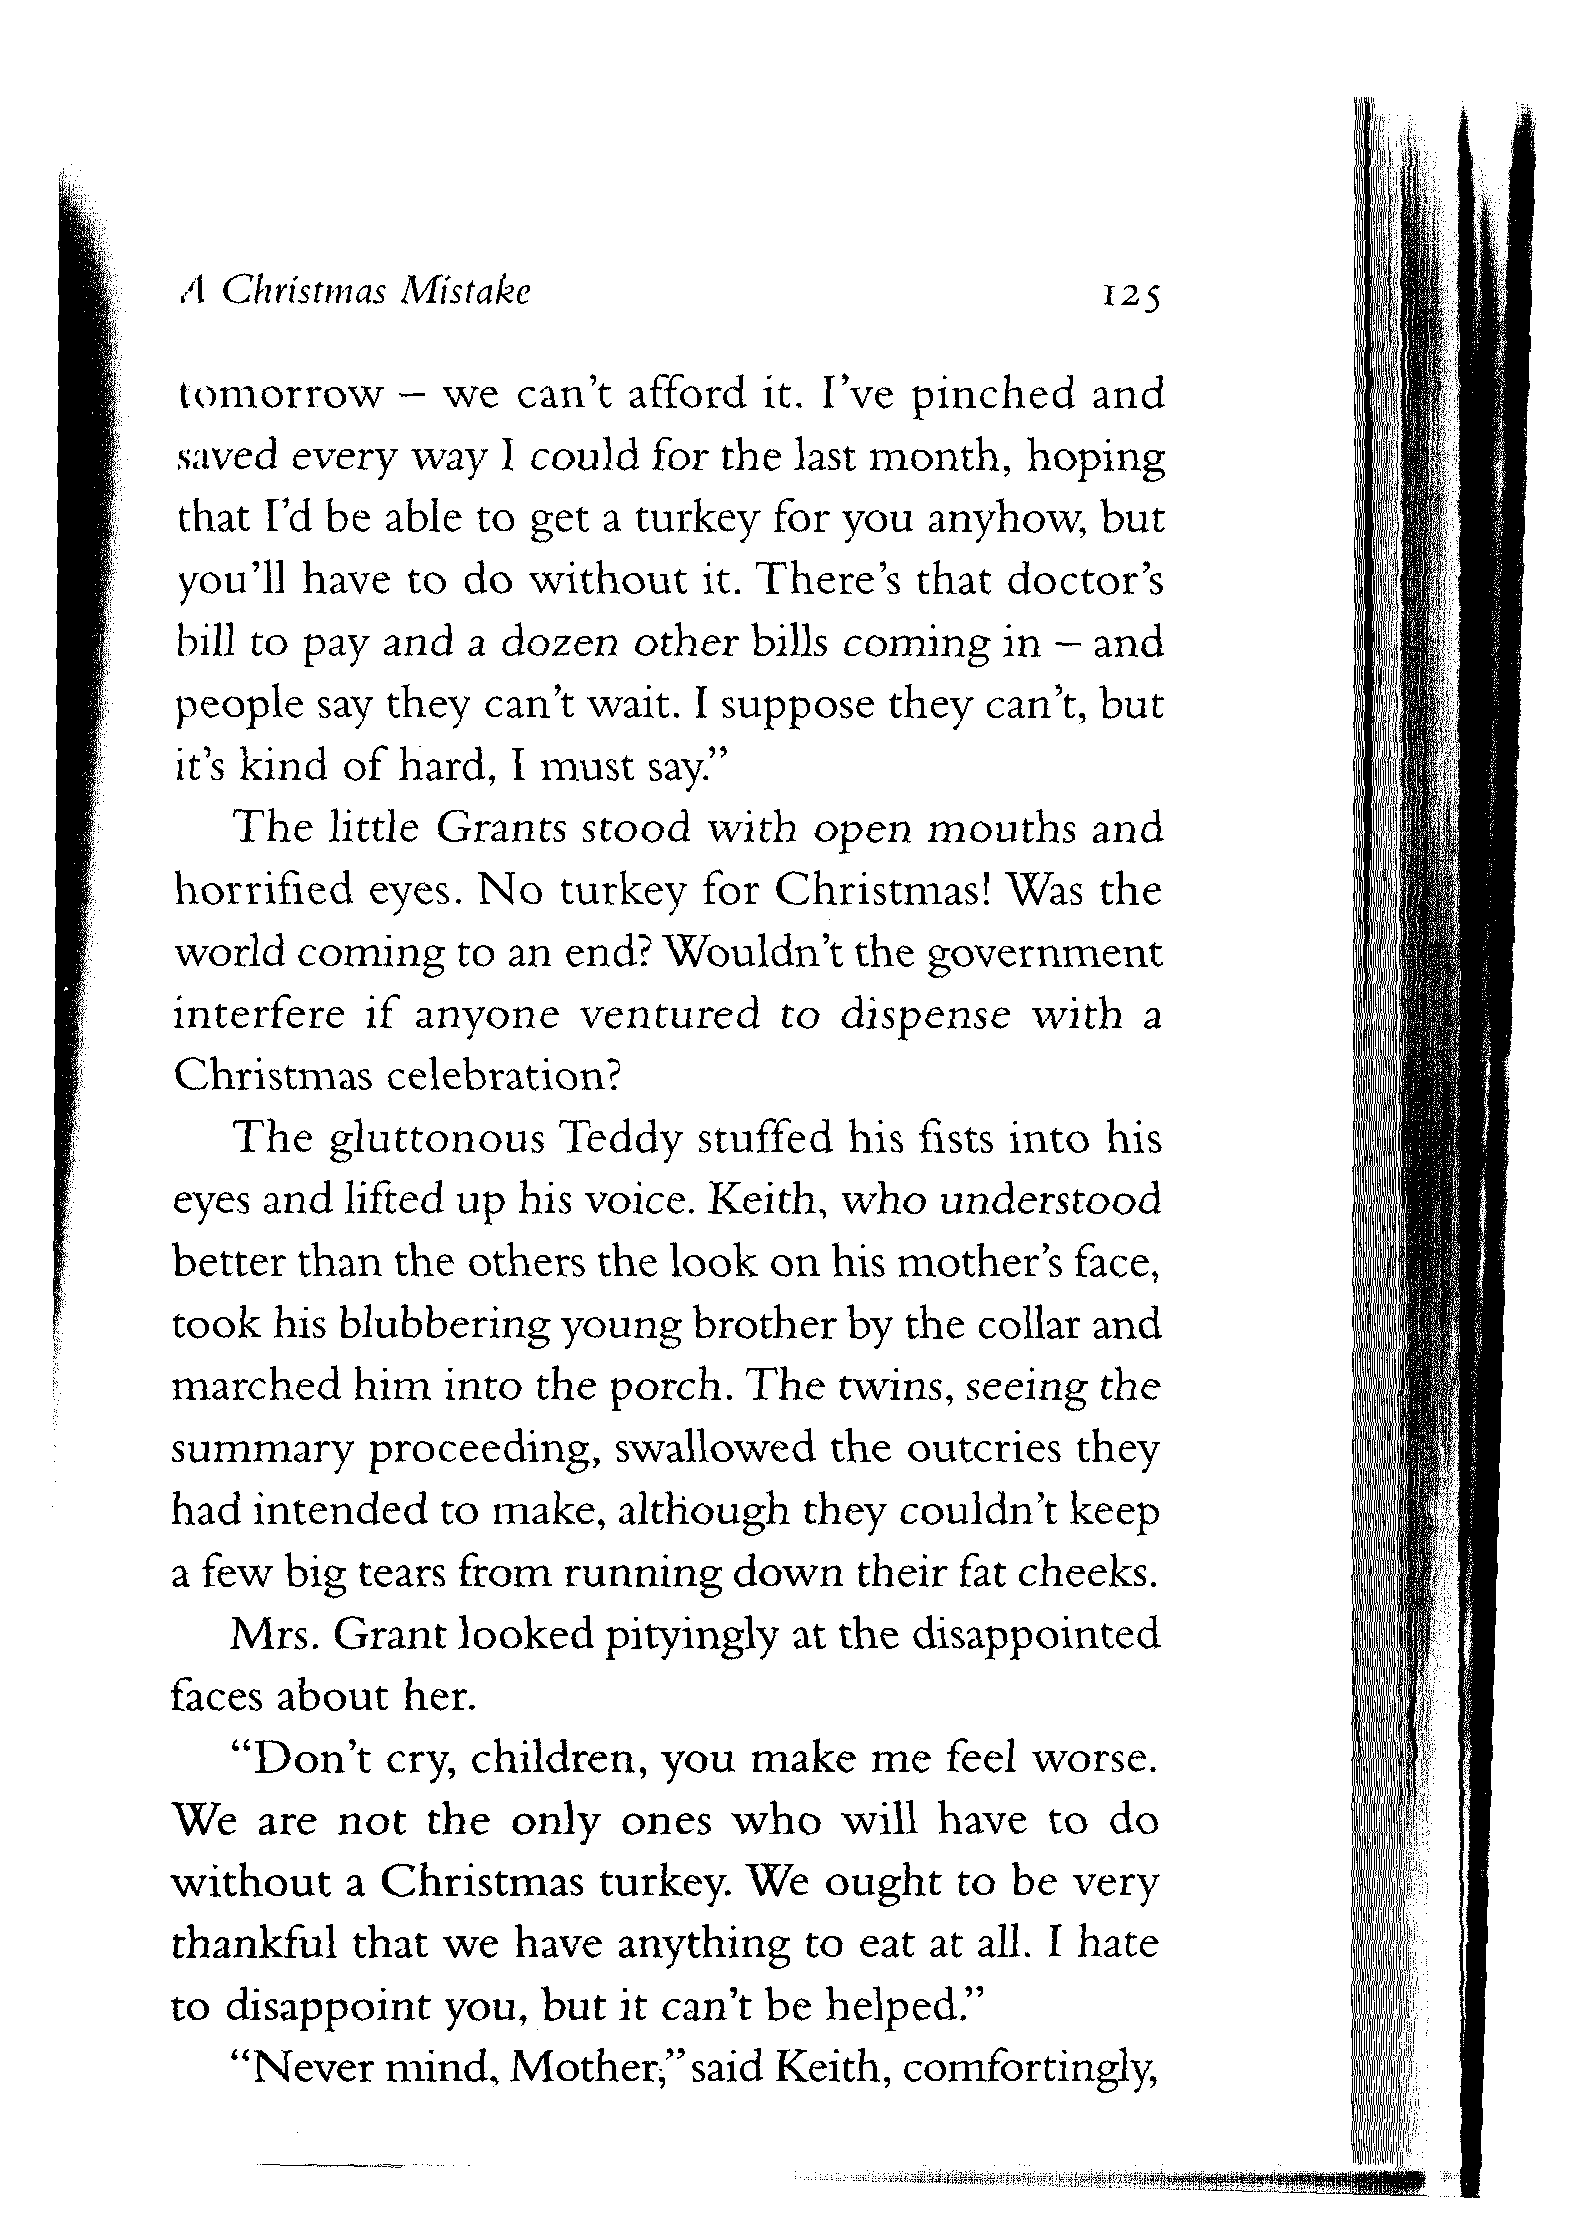 A Christmas Mistake 125
tomorrow – we can't afford it. I've pinched and
saved every way I could for the last month, hoping
that I'd be able to get a turkey for you anyhow, but
you'll have to do without it. There's that doctor's
bill to pay and a dozen other bills coming in – and
people say they can't wait. I suppose they can't, but
it's kind of hard, I must say."
The little Grants stood with open mouths and
horrified eyes. No turkey for Christmas! Was the
world coming to an end? Wouldn't the government
interfere if anyone ventured to dispense with a
Christmas celebration?
The gluttonous Teddy stuffed his fists into his
eyes and lifted up his voice. Keith, who understood
better than the others the look on his mother's face,
took his blubbering young brother by the collar and
marched him into the porch. The twins, seeing the
summary proceeding, swallowed the outcries they
had intended to make, although they couldn't keep
a few big tears from running down their fat cheeks.
Mrs. Grant looked pityingly at the disappointed
faces about her.
"Don't cry, children, you make me feel worse.
We are not the only ones who will have to do
without a Christmas turkey. We ought to be very
thankful that we have anything to eat at all. I hate
to disappoint you, but it can't be helped."
"Never mind, Mother," said Keith, comfortingly,